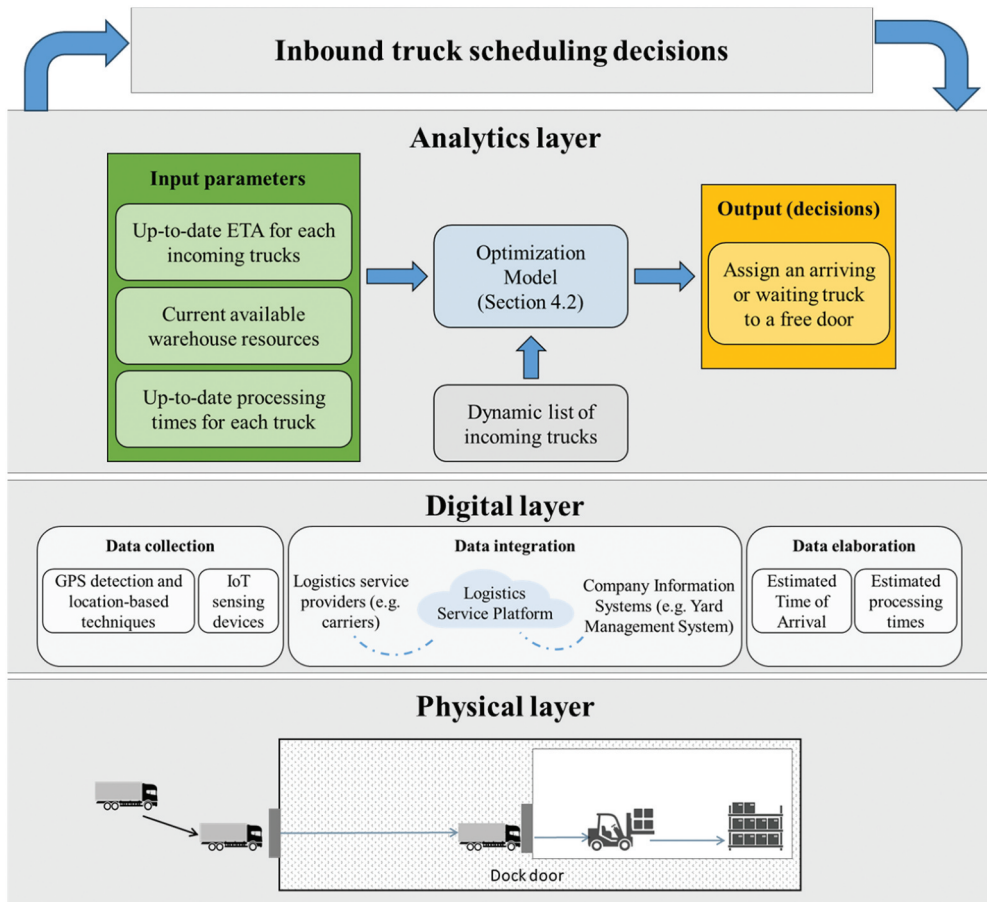 Inbound truck scheduling decisions
Analytics layer
Input parameters
Up-to-date ETA for each
incoming trucks
Current available
warehouse resources
Up-to-date processing
times for each truck
Optimization
Model
(Section 4.2)
Dynamic list of
incoming trucks
Output (decisions)
Assign an arriving
or waiting truck
to a free door
Digital layer
Data collection
GPS detection and
location-based
techniques
IoT
sensing
devices
Data integration
Logistics service
providers (e.g.
carriers)
Logistics
Service Platform
Company Information
Systems (e.g. Yard
Management System)
Data elaboration
Estimated
Time of
Arrival
Estimated
processing
times
Physical layer
Dock door